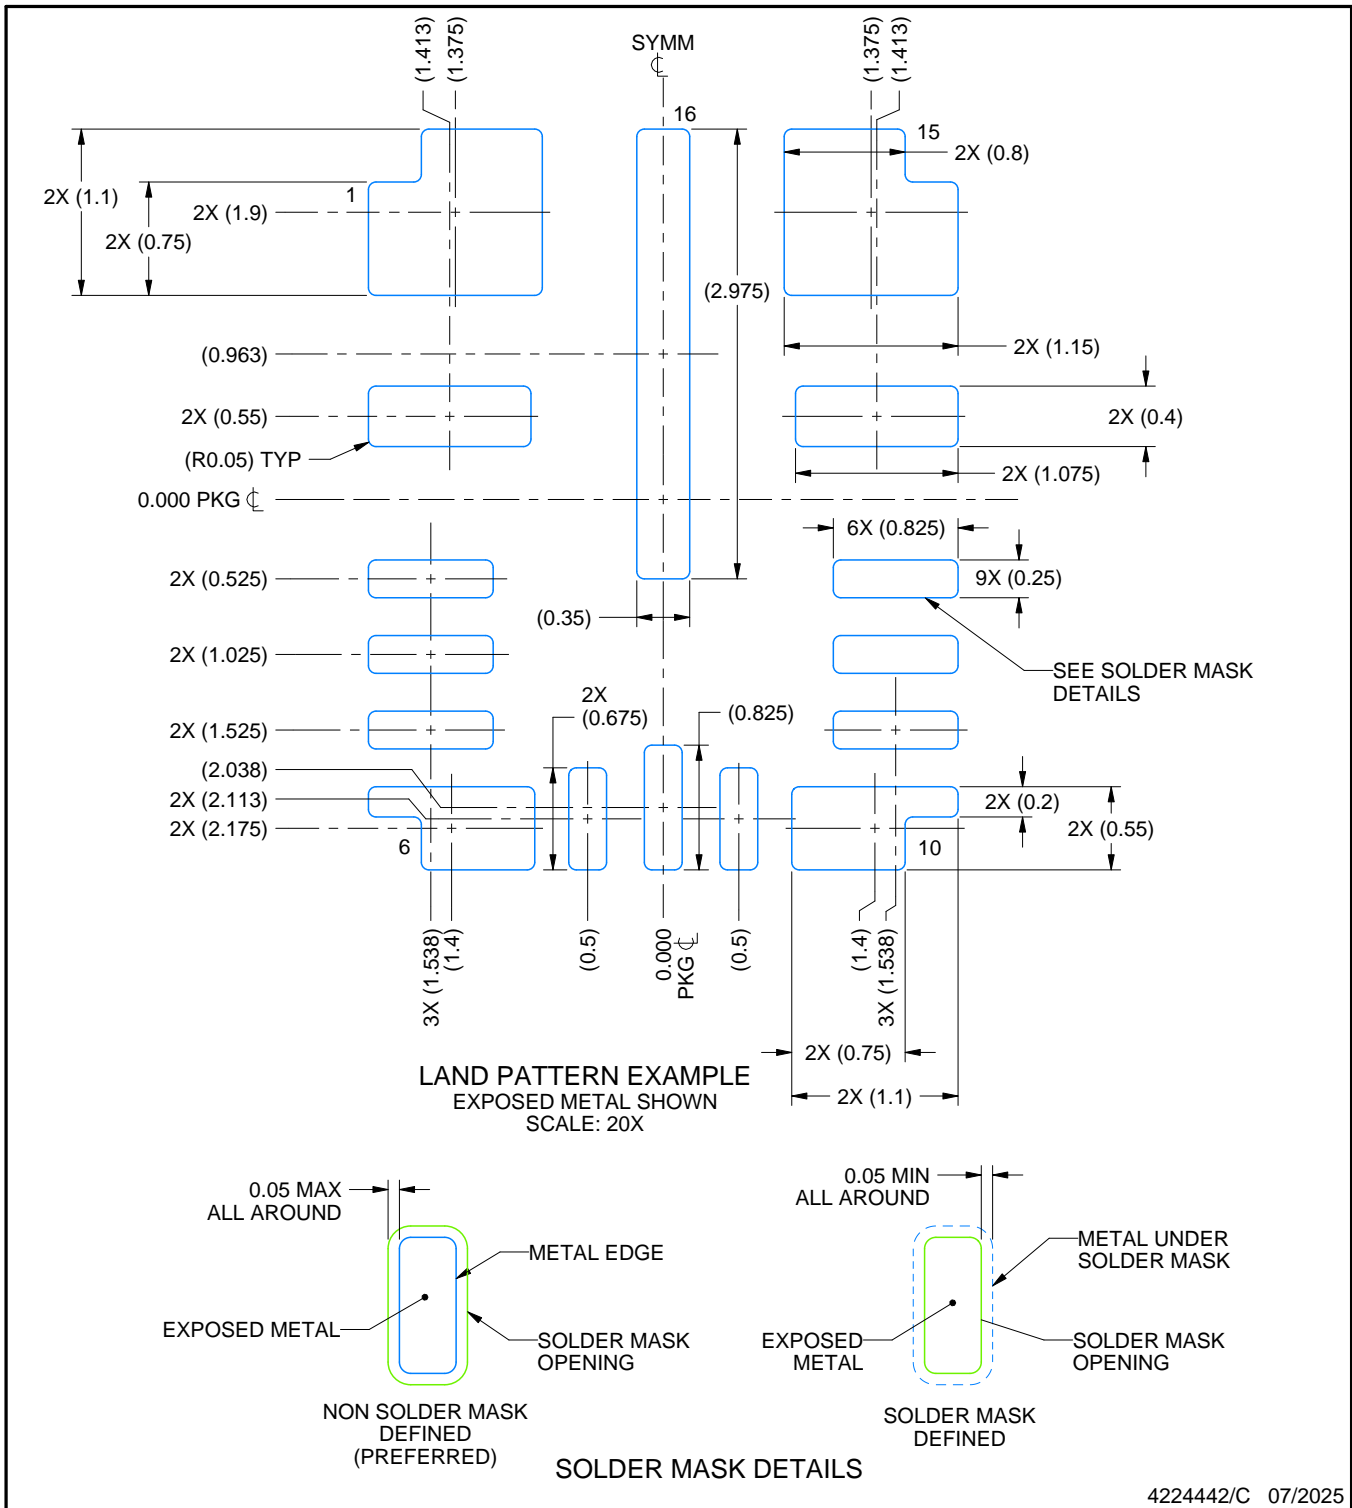 (1.413)
(1.375)
SYMM
℄
(1.375)
(1.413)
16
15
2X (0.8)
2X (1.1)
1
2X (1.9)
2X (0.75)
(2.975)
(0.963)
2X (1.15)
2X (0.55)
2X (0.4)
(R0.05) TYP
2X (1.075)
0.000 PKG ℄
6X (0.825)
2X (0.525)
9X (0.25)
(0.35)
2X (1.025)
SEE SOLDER MASK
DETAILS
2X
(0.675)
(0.825)
2X (1.525)
(2.038)
2X (2.113)
2X (2.175)
2X (0.2)
2X (0.55)
6
10
3X (1.538)
(1.4)
(0.5)
0.000
PKG ℄
(0.5)
(1.4)
3X (1.538)
2X (0.75)
2X (1.1)
LAND PATTERN EXAMPLE
EXPOSED METAL SHOWN
SCALE: 20X
0.05 MAX
ALL AROUND
METAL EDGE
EXPOSED METAL
SOLDER MASK
OPENING
NON SOLDER MASK
DEFINED
(PREFERRED)
0.05 MIN
ALL AROUND
METAL UNDER
SOLDER MASK
EXPOSED
METAL
SOLDER MASK
OPENING
SOLDER MASK
DEFINED
SOLDER MASK DETAILS
4224442/C 07/2025